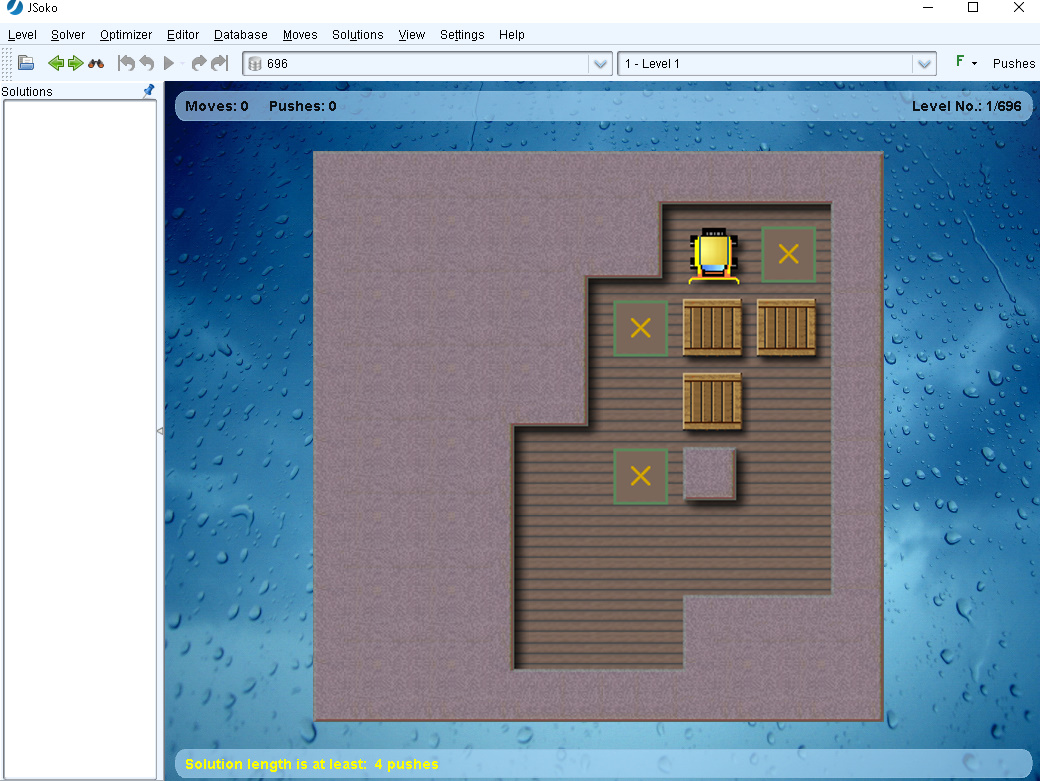 JSoko
Level Solver Optimizer Editor Database Moves Solutions View Settings Help
696 1 - Level 1 F Pushes
Solutions
Moves: 0 Pushes: 0 Level No.: 1/696
Solution length is at least: 4 pushes